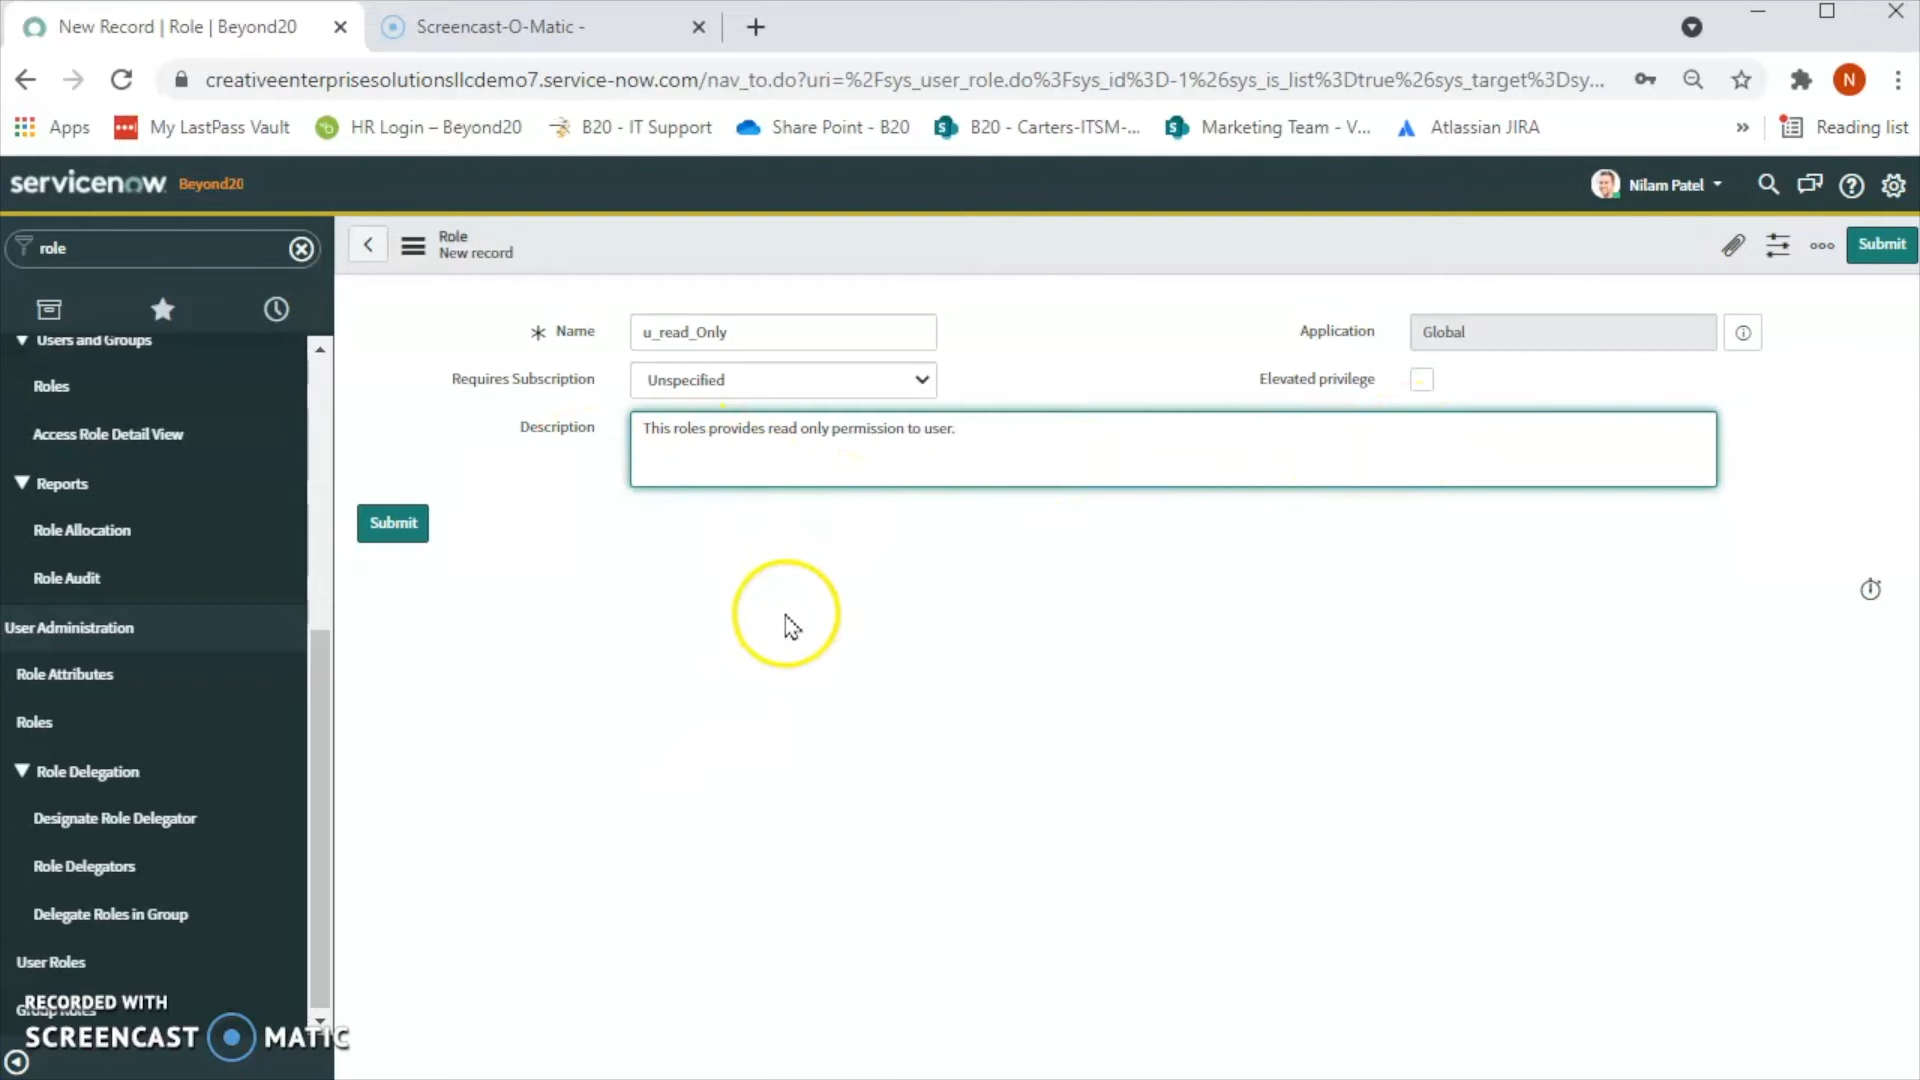 New Record | Role | Beyond20
Screencast-O-Matic -
creativeenterprisesolutionsllcdemo7.service-now.com/nav_to.do?uri=%2Fsys_user_role.do%3Fsys_id%3D-1%26sys_is_list%3Dtrue%26sys_target%3Dsy...
N
Apps
My LastPass Vault
HR Login – Beyond20
B20 - IT Support
Share Point - B20
B20 - Carters-ITSM-...
Marketing Team - V...
Atlassian JIRA
»
Reading list
servicenow Beyond20
Nilam Patel
role
Role
New record
Submit
Users and Groups
Roles
Access Role Detail View
Reports
Role Allocation
Role Audit
User Administration
Role Attributes
Roles
Role Delegation
Designate Role Delegator
Role Delegators
Delegate Roles in Group
User Roles
Group Roles
Name
u_read_Only
Application
Global
Requires Subscription
Unspecified
Elevated privilege
Description
This roles provides read only permission to user.
Submit
RECORDED WITH
SCREENCAST MATIC